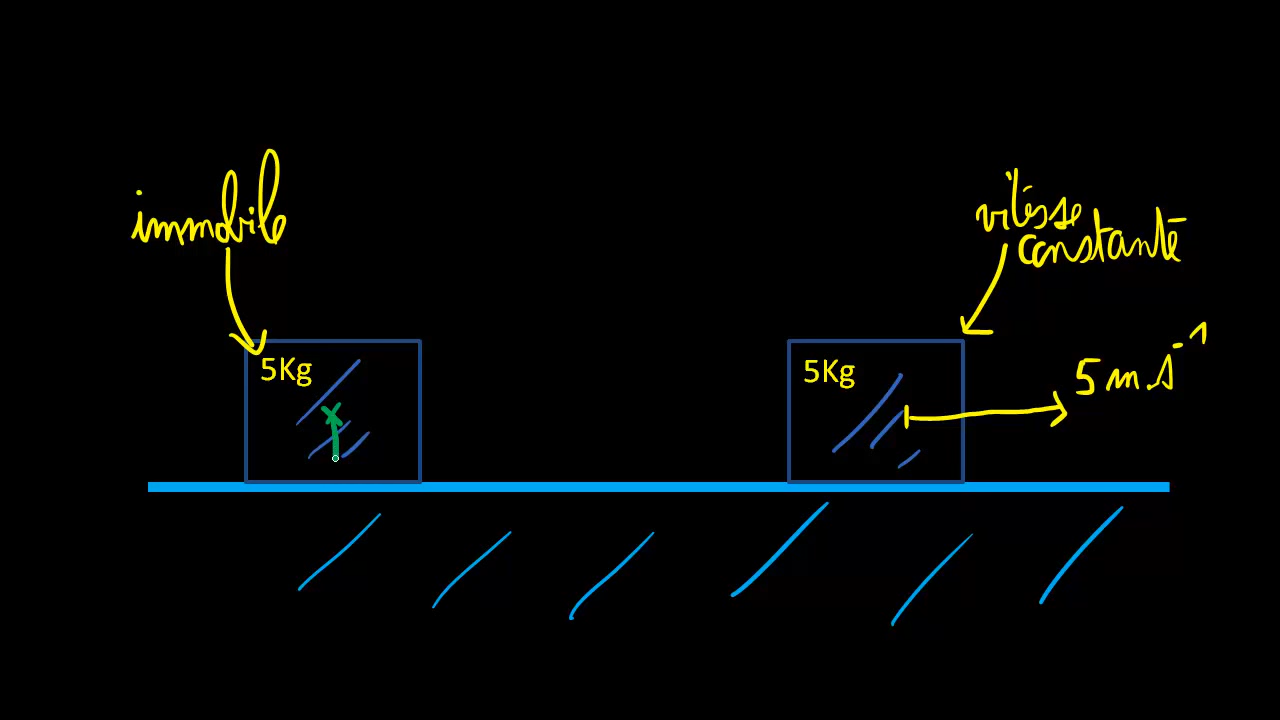 immobile
vitesse
constante
5Kg
5Kg
5 m.s⁻¹